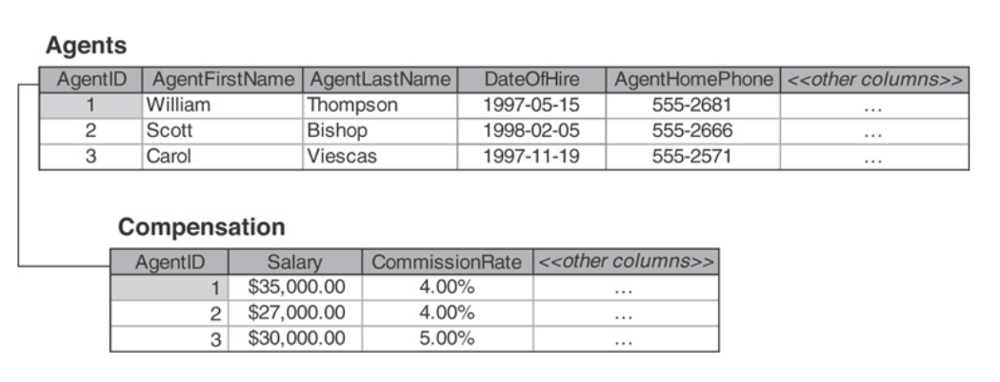 Agents
AgentID AgentFirstName AgentLastName DateOfHire AgentHomePhone <<other columns>>
1 William Thompson 1997-05-15 555-2681 ...
2 Scott Bishop 1998-02-05 555-2666 ...
3 Carol Viescas 1997-11-19 555-2571 ...
Compensation
AgentID Salary CommissionRate <<other columns>>
1 $35,000.00 4.00% ...
2 $27,000.00 4.00% ...
3 $30,000.00 5.00% ...